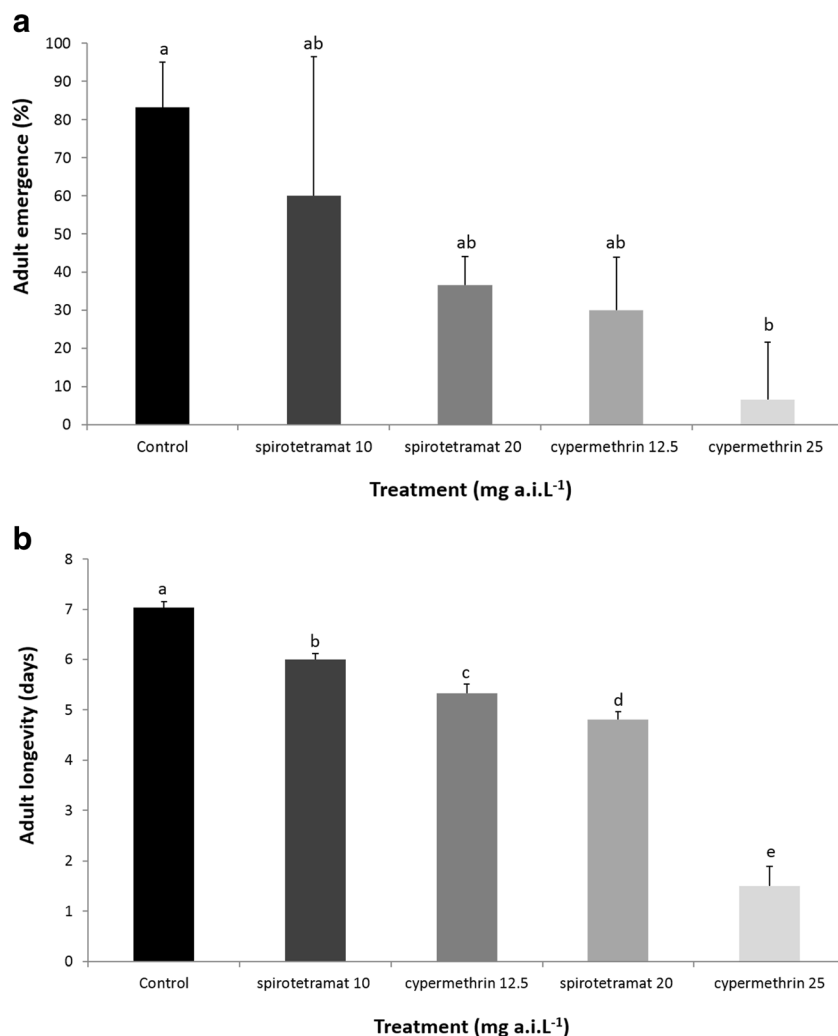 a
Adult emergence (%)
100
90
80
70
60
50
40
30
20
10
0
a
ab
ab
ab
b
Control
spirotetramat 10
spirotetramat 20
cypermethrin 12.5
cypermethrin 25
Treatment (mg a.i.L⁻¹)
b
Adult longevity (days)
8
7
6
5
4
3
2
1
0
a
b
c
d
e
Control
spirotetramat 10
cypermethrin 12.5
spirotetramat 20
cypermethrin 25
Treatment (mg a.i.L⁻¹)